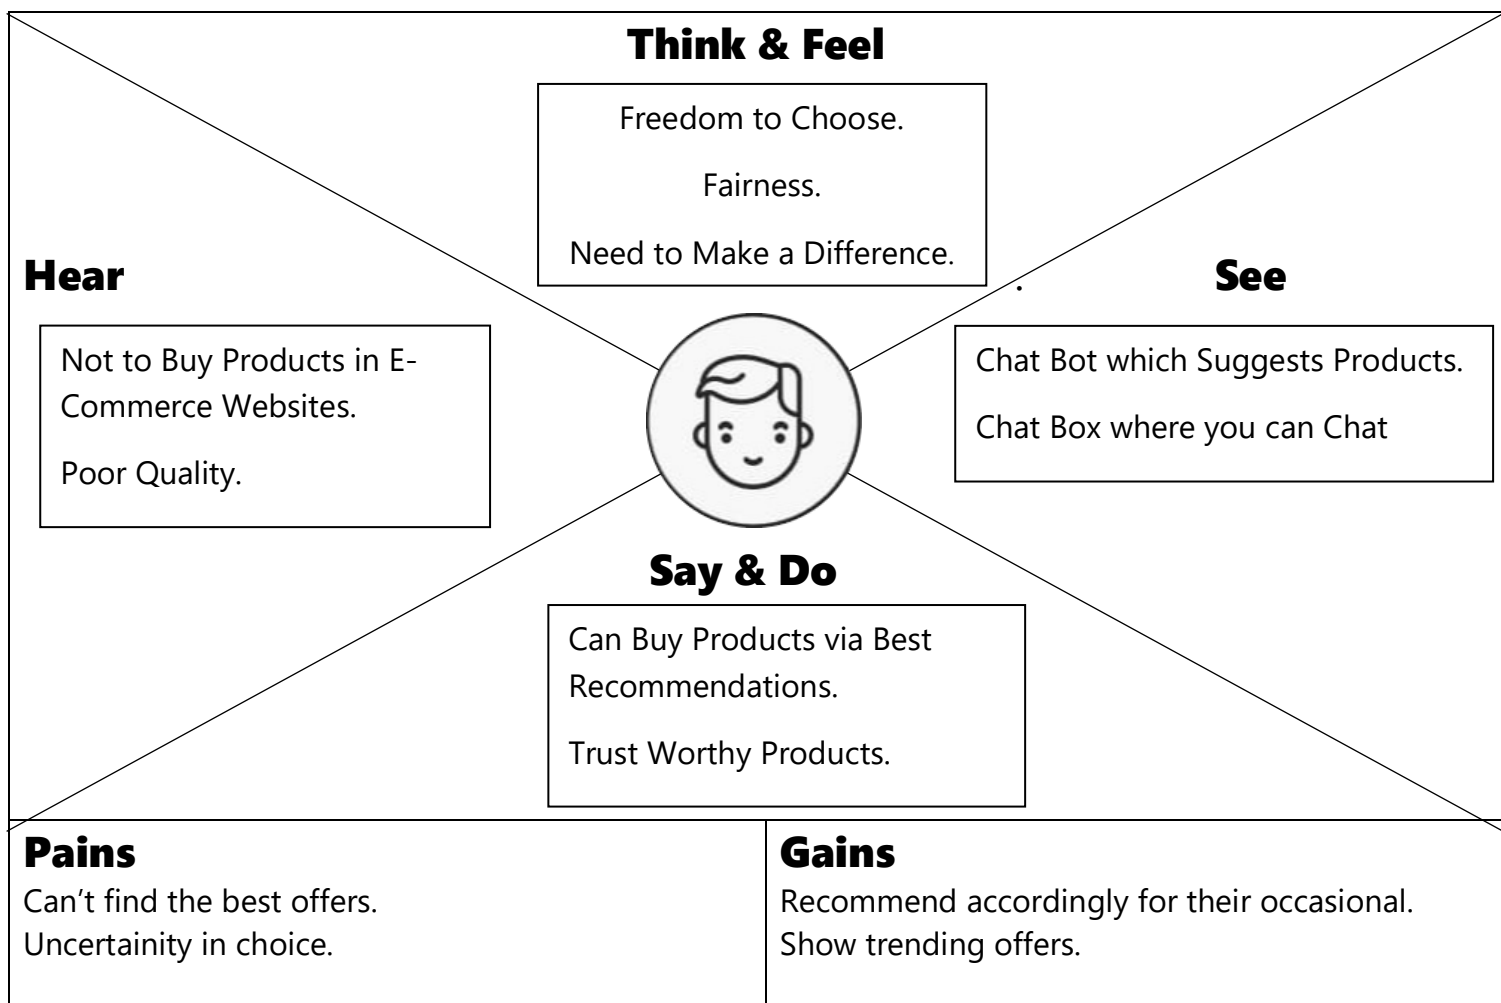 Think & Feel
Freedom to Choose.
Fairness.
Need to Make a Difference.
Hear
Not to Buy Products in E-
Commerce Websites.
Poor Quality.
.
See
Chat Bot which Suggests Products.
Chat Box where you can Chat
Say & Do
Can Buy Products via Best
Recommendations.
Trust Worthy Products.
Pains
Can’t find the best offers.
Uncertainity in choice.
Gains
Recommend accordingly for their occasional.
Show trending offers.